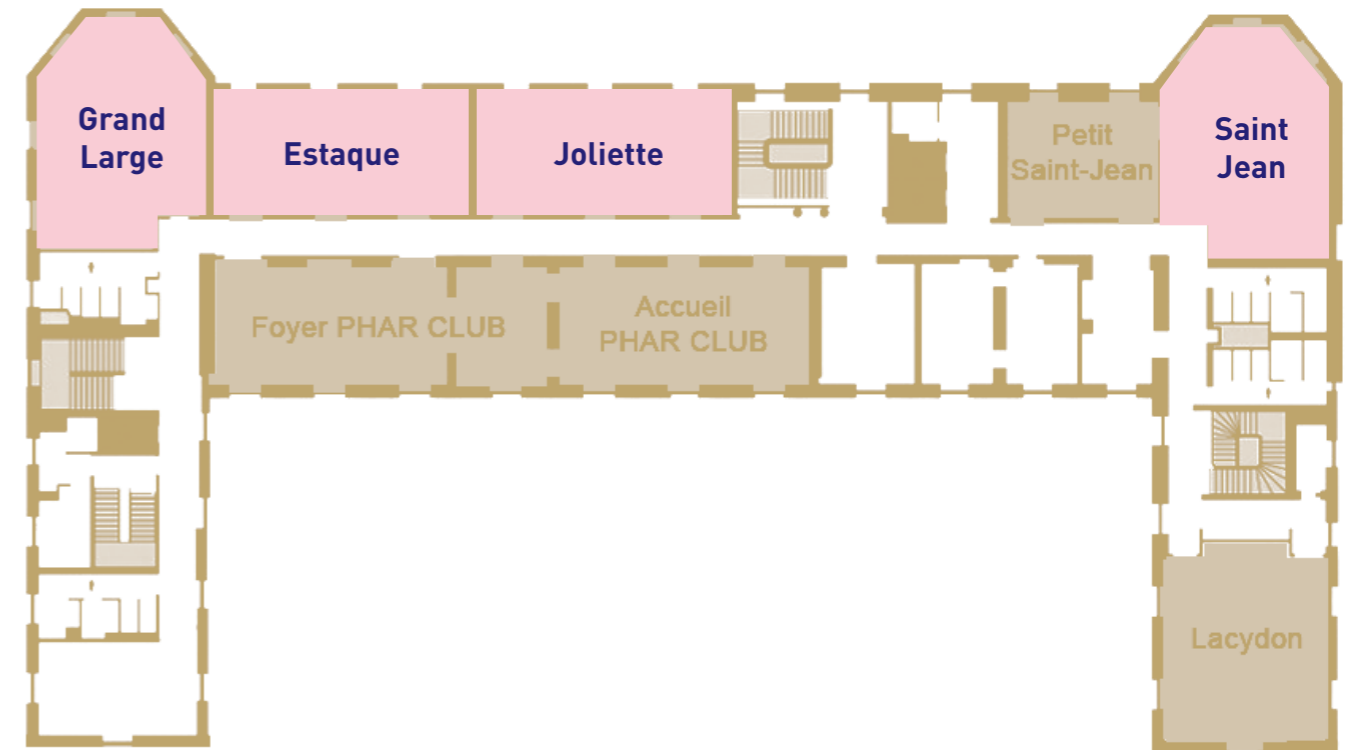 Grand
Large
Estaque
Joliette
Petit
Saint-Jean
Saint
Jean
Foyer PHAR CLUB
Accueil
PHAR CLUB
Lacydon